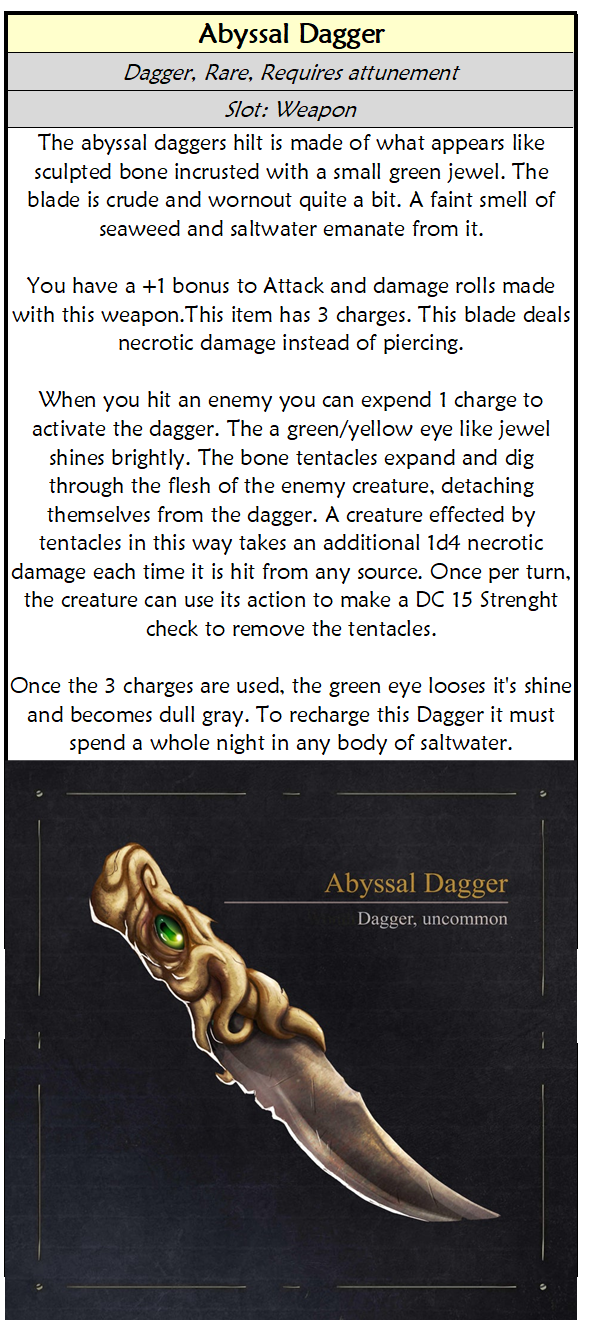 Abyssal Dagger
Dagger, Rare, Requires attunement
Slot: Weapon
The abyssal daggers hilt is made of what appears like
sculpted bone incrusted with a small green jewel. The
blade is crude and wornout quite a bit. A faint smell of
seaweed and saltwater emanate from it.
You have a +1 bonus to Attack and damage rolls made
with this weapon.This item has 3 charges. This blade deals
necrotic damage instead of piercing.
When you hit an enemy you can expend 1 charge to
activate the dagger. The a green/yellow eye like jewel
shines brightly. The bone tentacles expand and dig
through the flesh of the enemy creature, detaching
themselves from the dagger. A creature effected by
tentacles in this way takes an additional 1d4 necrotic
damage each time it is hit from any source. Once per turn,
the creature can use its action to make a DC 15 Strenght
check to remove the tentacles.
Once the 3 charges are used, the green eye looses it's shine
and becomes dull gray. To recharge this Dagger it must
spend a whole night in any body of saltwater.
Abyssal Dagger
Dagger, uncommon